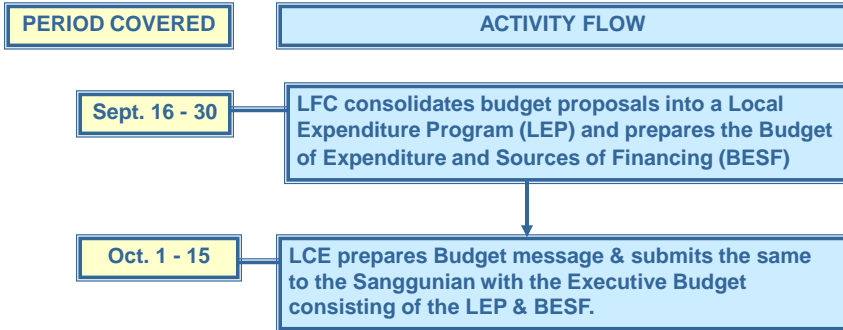 PERIOD COVERED
ACTIVITY FLOW
Sept. 16 - 30
LFC consolidates budget proposals into a Local
Expenditure Program (LEP) and prepares the Budget
of Expenditure and Sources of Financing (BESF)
Oct. 1 - 15
LCE prepares Budget message & submits the same
to the Sanggunian with the Executive Budget
consisting of the LEP & BESF.